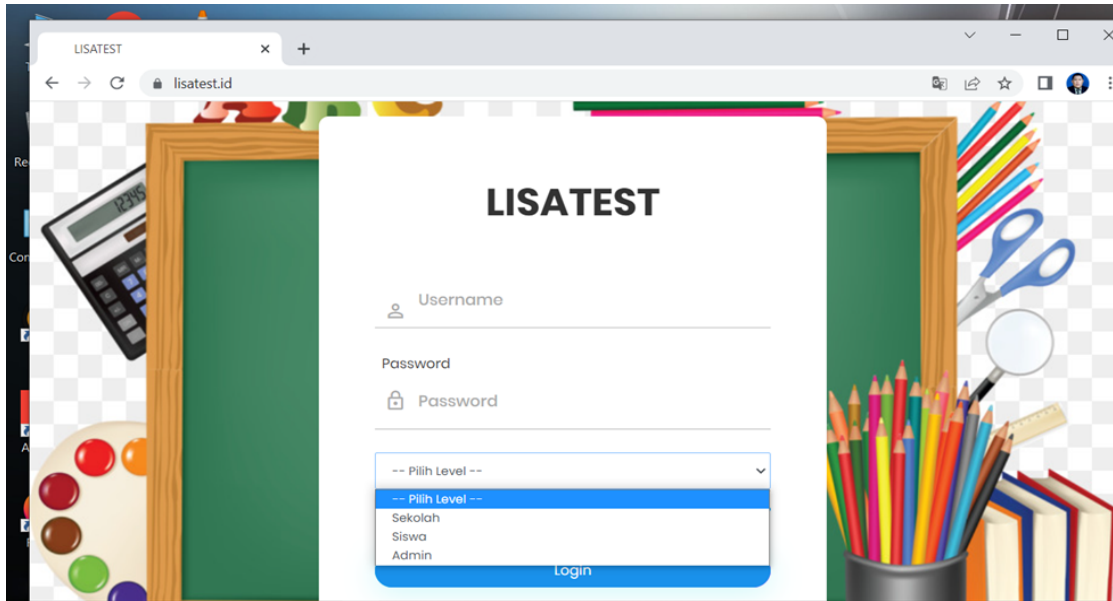 LISATEST
lisatest.id
12345
LISATEST
Username
Password
Password
-- Pilih Level --
-- Pilih Level --
Sekolah
Siswa
Admin
Login